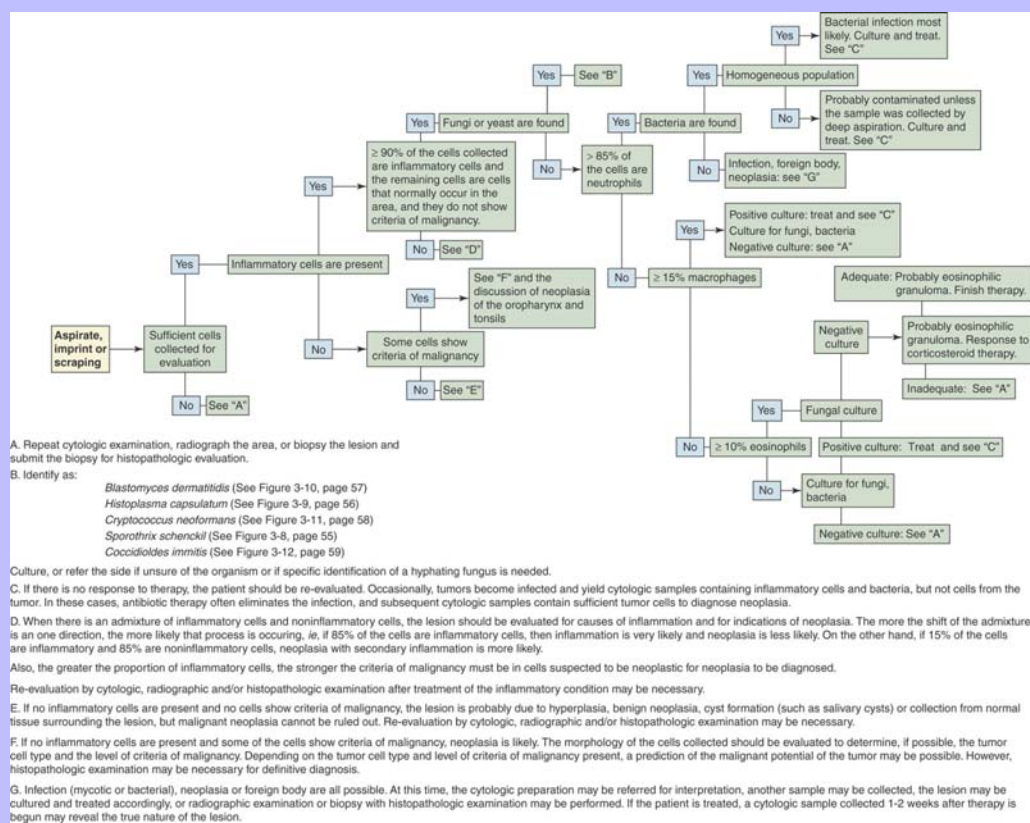 Aspirate,
imprint or
scraping
Yes
Sufficient cells
collected for
evaluation
No
See "A"
Inflammatory cells are present
Yes
≥ 90% of the cells collected
are inflammatory cells and
the remaining cells are cells
that normally occur in the
area, and they do not show
criteria of malignancy.
No
See "D"
No
Some cells show
criteria of malignancy
Yes
See "F" and the
discussion of neoplasia
of the oropharynx and
tonsils
No
See "E"
Yes
Fungi or yeast are found
Yes
See "B"
No
> 85% of
the cells are
neutrophils
Yes
Bacteria are found
Yes
Homogeneous population
Yes
Bacterial infection most
likely. Culture and treat.
See "C"
No
Probably contaminated unless
the sample was collected by
deep aspiration. Culture and
treat. See "C"
No
Infection, foreign body,
neoplasia: see "G"
No
≥ 15% macrophages
Yes
Positive culture: treat and see "C"
Culture for fungi, bacteria
Negative culture: see "A"
No
≥ 10% eosinophils
Yes
Fungal culture
Negative
culture
Adequate: Probably eosinophilic
granuloma. Finish therapy.
Probably eosinophilic
granuloma. Response to
corticosteroid therapy.
Inadequate: See "A"
Positive culture: Treat and see "C"
No
Culture for fungi,
bacteria
Negative culture: See "A"
A. Repeat cytologic examination, radiograph the area, or biopsy the lesion and
submit the biopsy for histopathologic evaluation.
B. Identify as:
Blastomyces dermatitidis (See Figure 3-10, page 57)
Histoplasma capsulatum (See Figure 3-9, page 56)
Cryptococcus neoformans (See Figure 3-11, page 58)
Sporothrix schenckil (See Figure 3-8, page 55)
Coccidioldes immitis (See Figure 3-12, page 59)
Culture, or refer the side if unsure of the organism or if specific identification of a hyphating fungus is needed.
C. If there is no response to therapy, the patient should be re-evaluated. Occasionally, tumors become infected and yield cytologic samples containing inflammatory cells and bacteria, but not cells from the
tumor. In these cases, antibiotic therapy often eliminates the infection, and subsequent cytologic samples contain sufficient tumor cells to diagnose neoplasia.
D. When there is an admixture of inflammatory cells and noninflammatory cells, the lesion should be evaluated for causes of inflammation and for indications of neoplasia. The more the shift of the admixture
is an one direction, the more likely that process is occuring, ie, if 85% of the cells are inflammatory cells, then inflammation is very likely and neoplasia is less likely. On the other hand, if 15% of the cells
are inflammatory and 85% are noninflammatory cells, neoplasia with secondary inflammation is more likely.
Also, the greater the proportion of inflammatory cells, the stronger the criteria of malignancy must be in cells suspected to be neoplastic for neoplasia to be diagnosed.
Re-evaluation by cytologic, radiographic and/or histopathologic examination after treatment of the inflammatory condition may be necessary.
E. If no inflammatory cells are present and no cells show criteria of malignancy, the lesion is probably due to hyperplasia, benign neoplasia, cyst formation (such as salivary cysts) or collection from normal
tissue surrounding the lesion, but malignant neoplasia cannot be ruled out. Re-evaluation by cytologic, radiographic and/or histopathologic examination may be necessary.
F. If no inflammatory cells are present and some of the cells show criteria of malignancy, neoplasia is likely. The morphology of the cells collected should be evaluated to determine, if possible, the tumor
cell type and the level of criteria of malignancy. Depending on the tumor cell type and level of criteria of malignancy present, a prediction of the malignant potential of the tumor may be possible. However,
histopathologic examination may be necessary for definitive diagnosis.
G. Infection (mycotic or bacterial), neoplasia or foreign body are all possible. At this time, the cytologic preparation may be referred for interpretation, another sample may be collected, the lesion may be
cultured and treated accordingly, or radiographic examination or biopsy with histopathologic examination may be performed. If the patient is treated, a cytologic sample collected 1-2 weeks after therapy is
begun may reveal the true nature of the lesion.